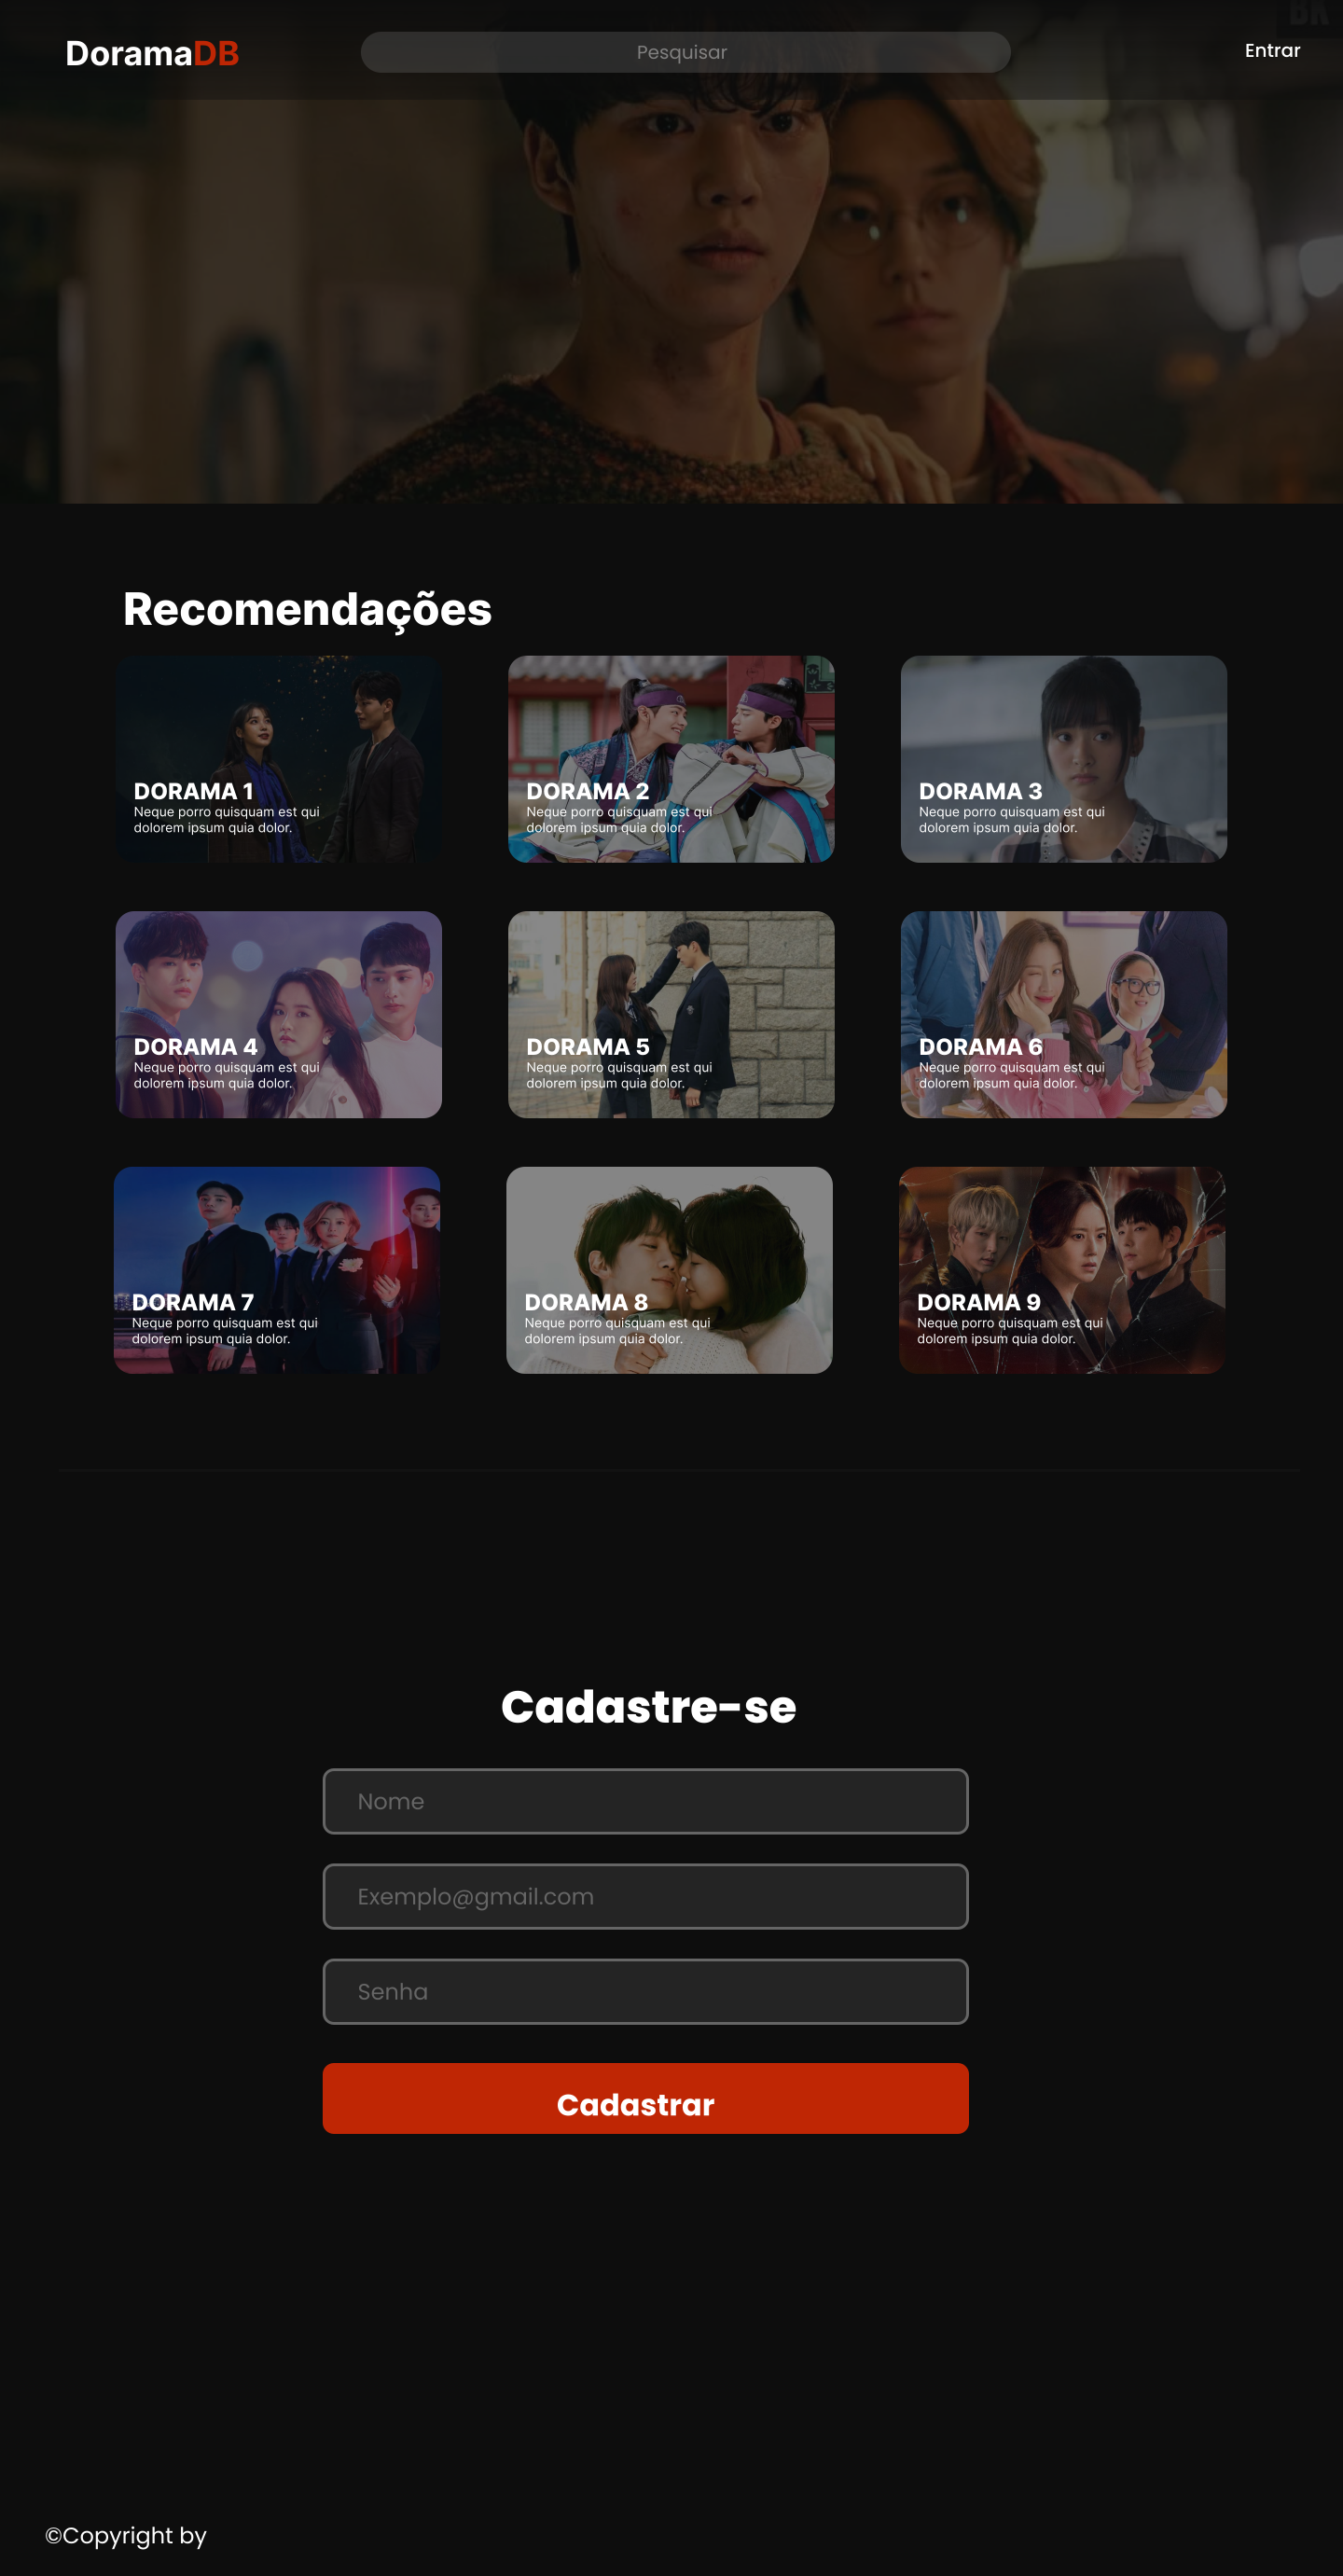 DoramaDB
Pesquisar
Entrar
BK
Recomendações
DORAMA 1
Neque porro quisquam est qui
dolorem ipsum quia dolor.
DORAMA 2
Neque porro quisquam est qui
dolorem ipsum quia dolor.
DORAMA 3
Neque porro quisquam est qui
dolorem ipsum quia dolor.
DORAMA 4
Neque porro quisquam est qui
dolorem ipsum quia dolor.
DORAMA 5
Neque porro quisquam est qui
dolorem ipsum quia dolor.
DORAMA 6
Neque porro quisquam est qui
dolorem ipsum quia dolor.
DORAMA 7
Neque porro quisquam est qui
dolorem ipsum quia dolor.
DORAMA 8
Neque porro quisquam est qui
dolorem ipsum quia dolor.
DORAMA 9
Neque porro quisquam est qui
dolorem ipsum quia dolor.
Cadastre-se
Nome
Exemplo@gmail.com
Senha
Cadastrar
©Copyright by